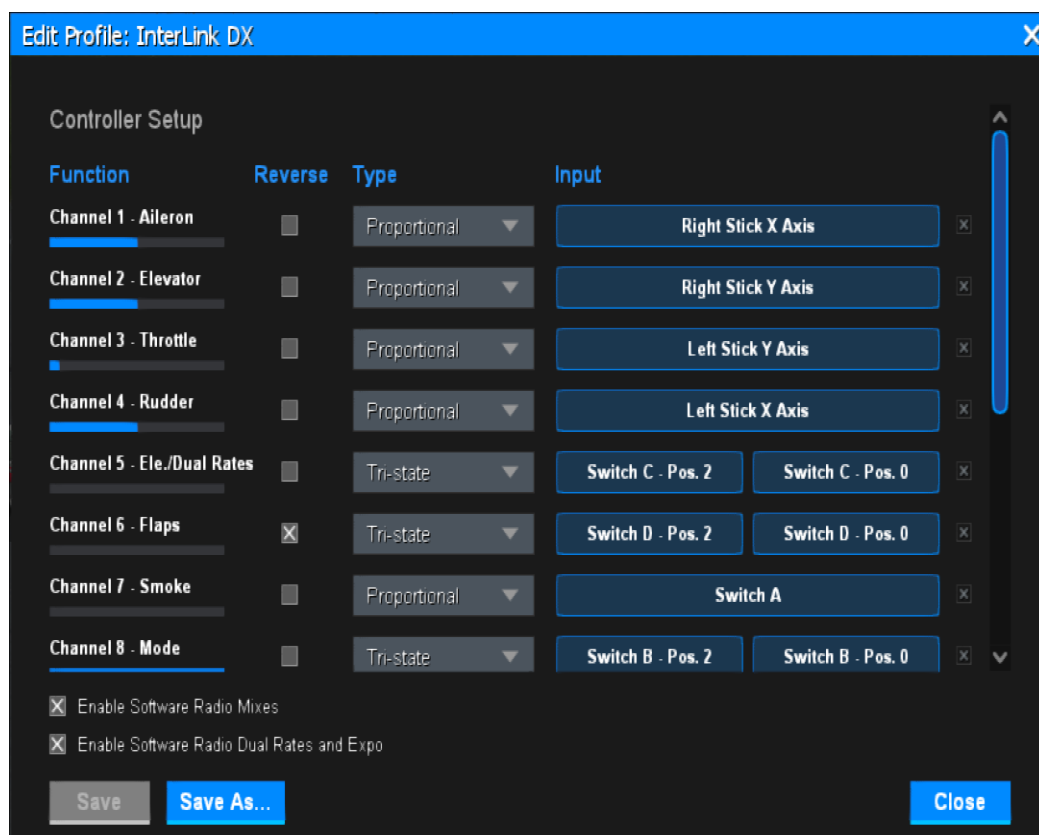 Edit Profile: InterLink DX X
Controller Setup
Function Reverse Type Input
Channel 1 - Aileron Proportional Right Stick X Axis X
Channel 2 - Elevator Proportional Right Stick Y Axis X
Channel 3 - Throttle Proportional Left Stick Y Axis X
Channel 4 - Rudder Proportional Left Stick X Axis X
Channel 5 - Ele./Dual Rates Tri-state Switch C - Pos. 2 Switch C - Pos. 0 X
Channel 6 - Flaps X Tri-state Switch D - Pos. 2 Switch D - Pos. 0 X
Channel 7 - Smoke Proportional Switch A X
Channel 8 - Mode Tri-state Switch B - Pos. 2 Switch B - Pos. 0 X
X Enable Software Radio Mixes
X Enable Software Radio Dual Rates and Expo
Save Save As... Close